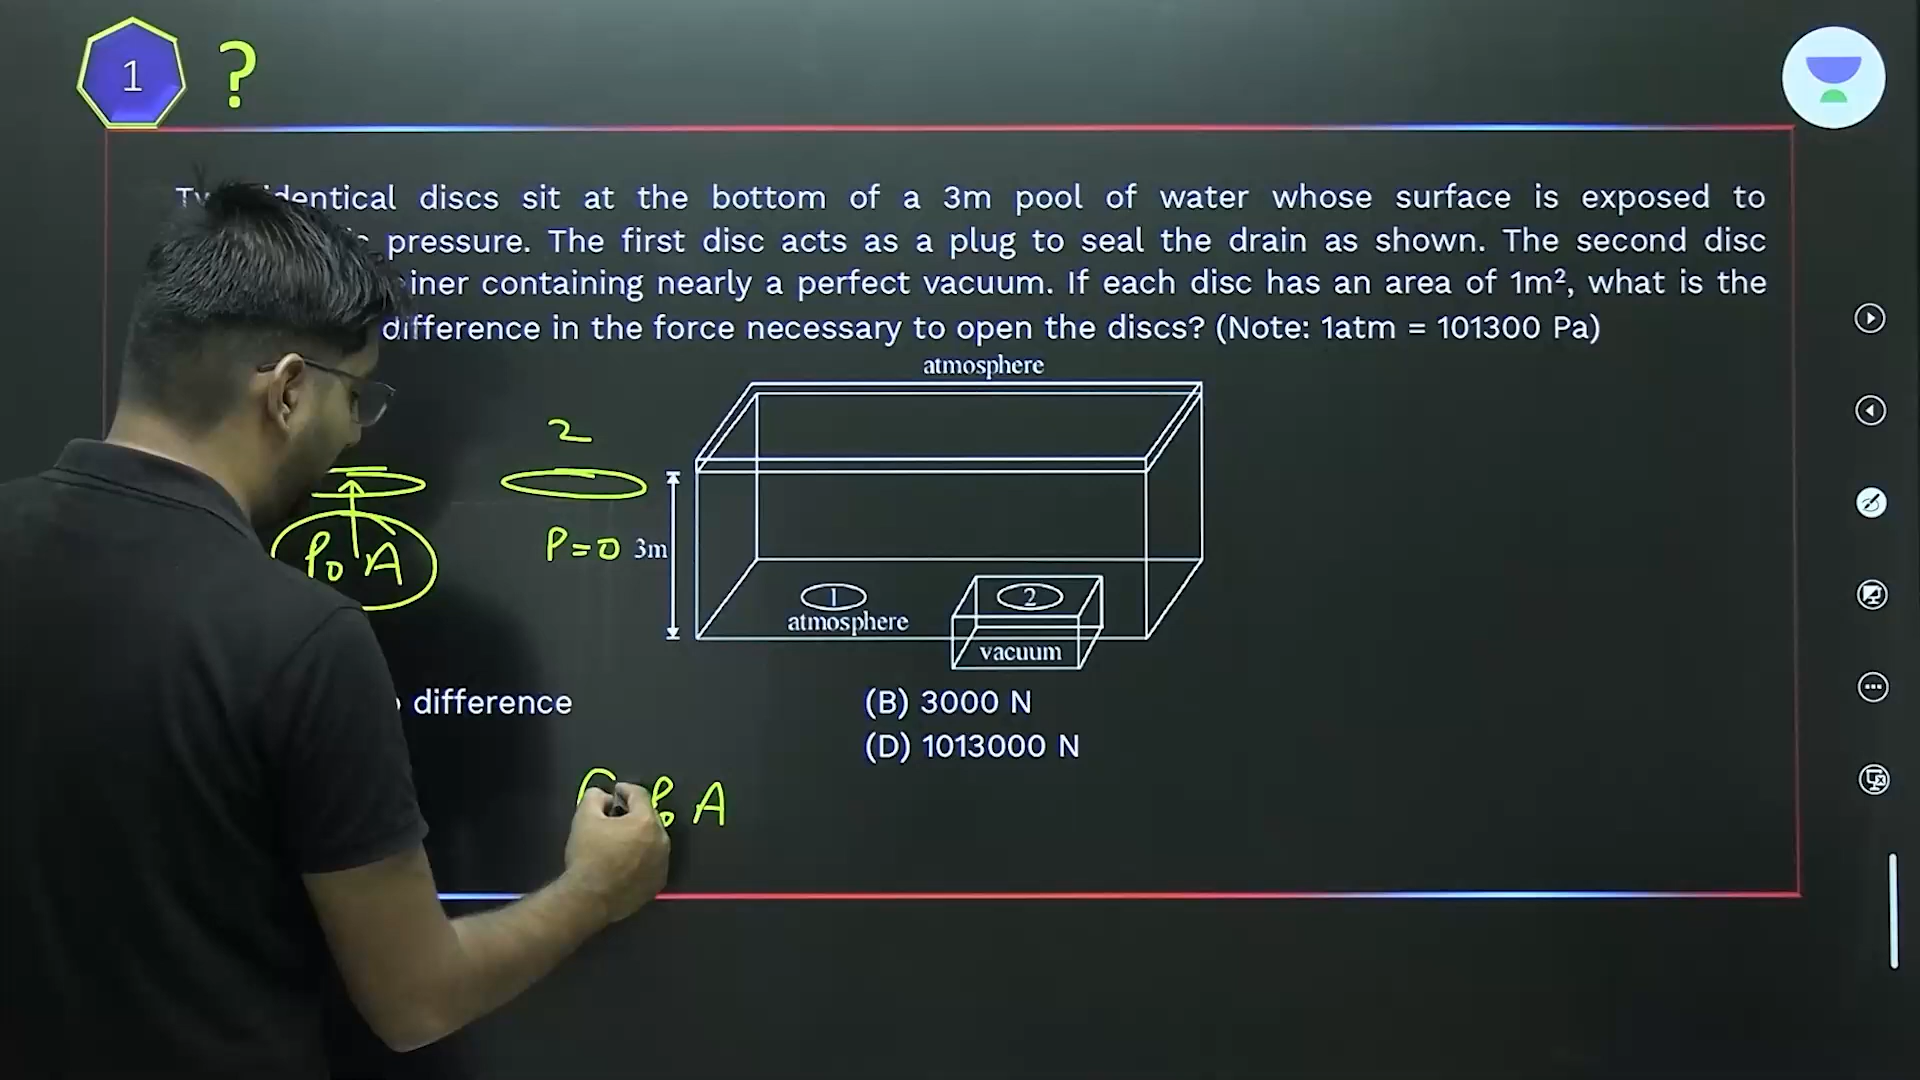 1 ?
identical discs sit at the bottom of a 3m pool of water whose surface is exposed to
pressure. The first disc acts as a plug to seal the drain as shown. The second disc
containing nearly a perfect vacuum. If each disc has an area of 1m², what is the
difference in the force necessary to open the discs? (Note: 1atm = 101300 Pa)
atmosphere
2
P₀ A
P=0
3m
1
2
atmosphere
vacuum
difference
(B) 3000 N
(D) 1013000 N
P₀ A